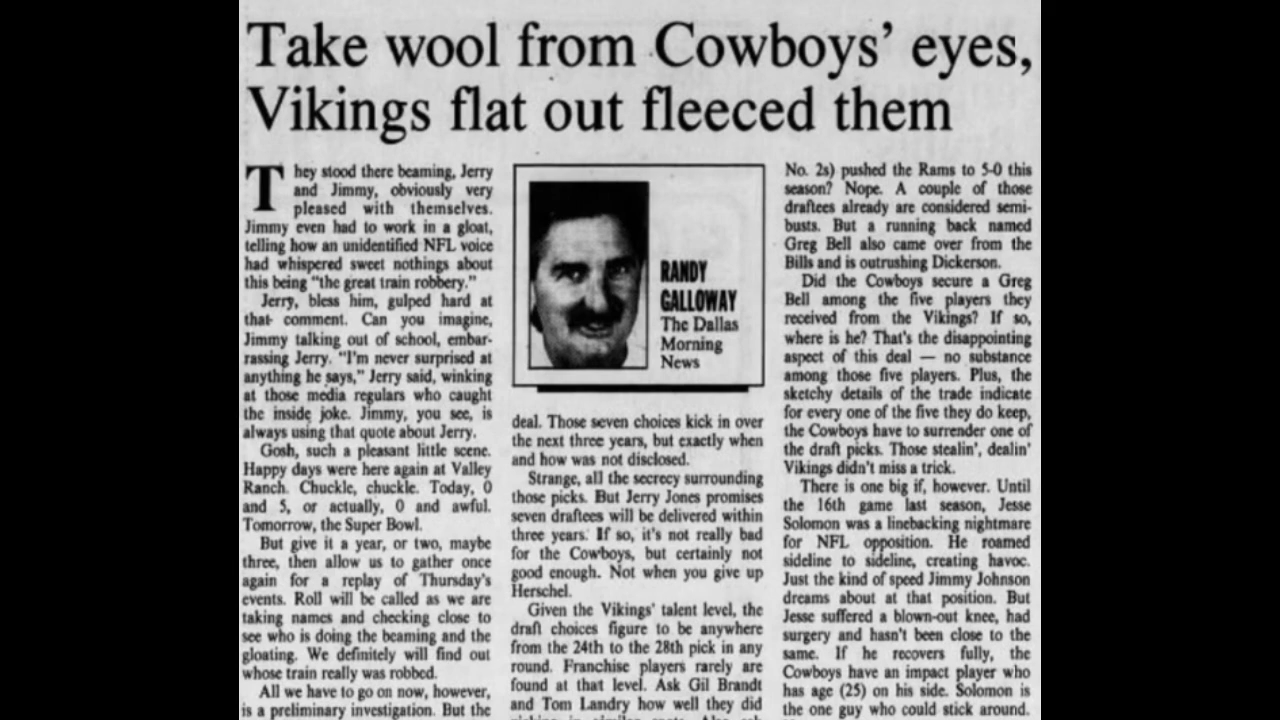 Take wool from Cowboys' eyes,
Vikings flat out fleeced them
They stood there beaming, Jerry
and Jimmy, obviously very
pleased with themselves.
Jimmy even had to work in a gloat,
telling how an unidentified NFL voice
had whispered sweet nothings about
this being "the great train robbery."
Jerry, bless him, gulped hard at
that comment. Can you imagine,
Jimmy talking out of school, embar-
rassing Jerry. "I'm never surprised at
anything he says," Jerry said, winking
at those media regulars who caught
the inside joke. Jimmy, you see, is
always using that quote about Jerry.
Gosh, such a pleasant little scene.
Happy days were here again at Valley
Ranch. Chuckle, chuckle. Today, 0
and 5, or actually, 0 and awful.
Tomorrow, the Super Bowl.
But give it a year, or two, maybe
three, then allow us to gather once
again for a replay of Thursday's
events. Roll will be called as we are
taking names and checking close to
see who is doing the beaming and the
gloating. We definitely will find out
whose train really was robbed.
All we have to go on now, however,
is a preliminary investigation. But the
RANDY
GALLOWAY
The Dallas
Morning
News
deal. Those seven choices kick in over
the next three years, but exactly when
and how was not disclosed.
Strange, all the secrecy surrounding
those picks. But Jerry Jones promises
seven draftees will be delivered within
three years. If so, it's not really bad
for the Cowboys, but certainly not
good enough. Not when you give up
Herschel.
Given the Vikings' talent level, the
draft choices figure to be anywhere
from the 24th to the 28th pick in any
round. Franchise players rarely are
found at that level. Ask Gil Brandt
and Tom Landry how well they did
No. 2s) pushed the Rams to 5-0 this
season? Nope. A couple of those
draftees already are considered semi-
busts. But a running back named
Greg Bell also came over from the
Bills and is outrushing Dickerson.
Did the Cowboys secure a Greg
Bell among the five players they
received from the Vikings? If so,
where is he? That's the disappointing
aspect of this deal — no substance
among those five players. Plus, the
sketchy details of the trade indicate
for every one of the five they do keep,
the Cowboys have to surrender one of
the draft picks. Those stealin', dealin'
Vikings didn't miss a trick.
There is one big if, however. Until
the 16th game last season, Jesse
Solomon was a linebacking nightmare
for NFL opposition. He roamed
sideline to sideline, creating havoc.
Just the kind of speed Jimmy Johnson
dreams about at that position. But
Jesse suffered a blown-out knee, had
surgery and hasn't been close to the
same. If he recovers fully, the
Cowboys have an impact player who
has age (25) on his side. Solomon is
the one guy who could stick around.